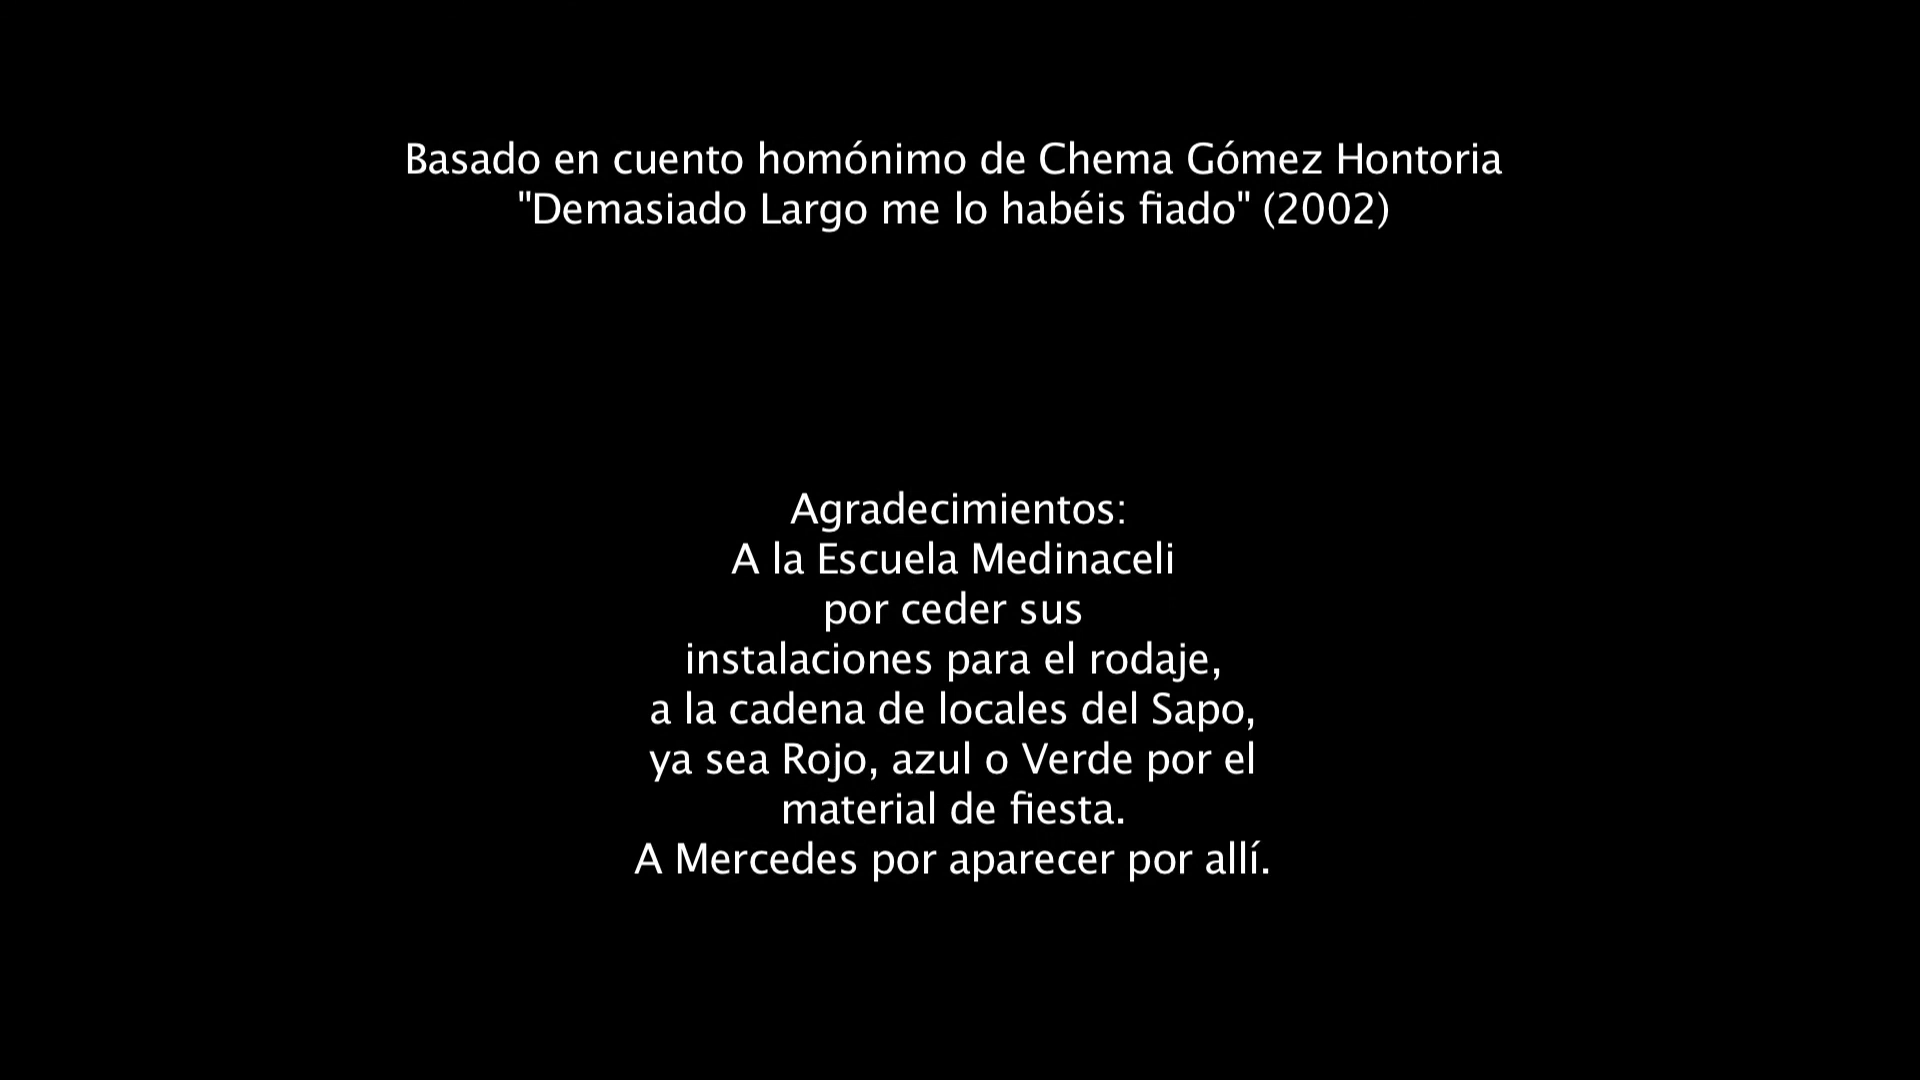 Basado en cuento homónimo de Chema Gómez Hontoria
"Demasiado Largo me lo habéis fiado" (2002)
Agradecimientos:
A la Escuela Medinaceli
por ceder sus
instalaciones para el rodaje,
a la cadena de locales del Sapo,
ya sea Rojo, azul o Verde por el
material de fiesta.
A Mercedes por aparecer por allí.